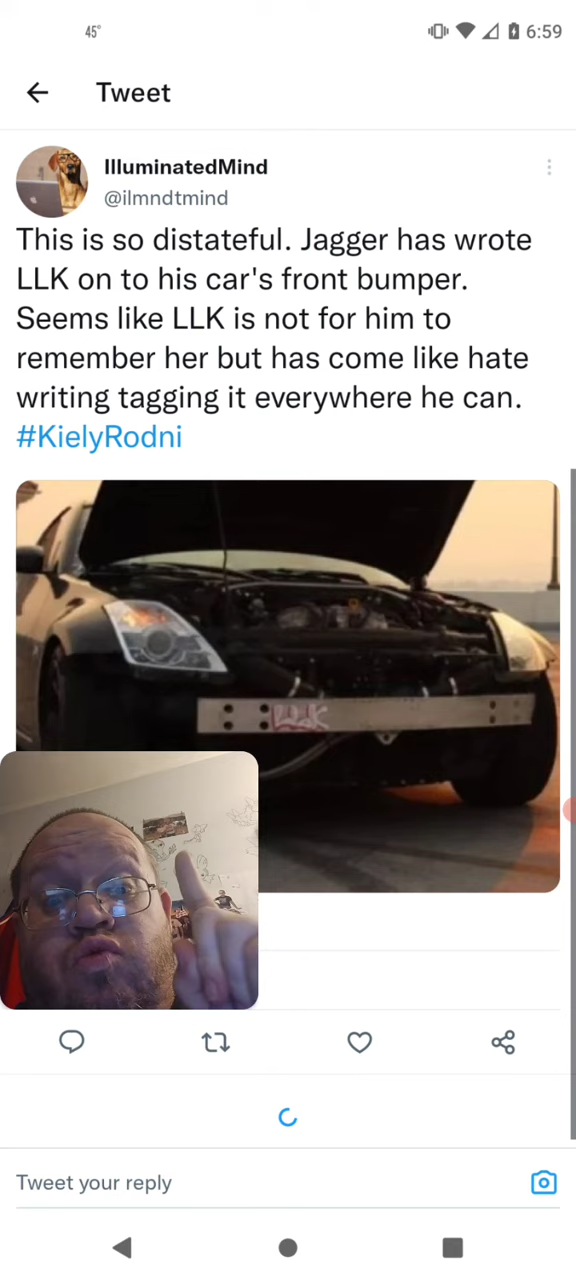 45°
6:59
Tweet
IlluminatedMind
@ilmndtmind
This is so distateful. Jagger has wrote
LLK on to his car's front bumper.
Seems like LLK is not for him to
remember her but has come like hate
writing tagging it everywhere he can.
#KielyRodni
LLK
Tweet your reply